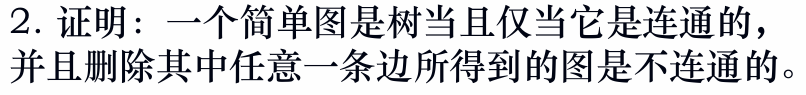 2. 证明：一个简单图是树当且仅当它是连通的，
并且删除其中任意一条边所得到的图是不连通的。